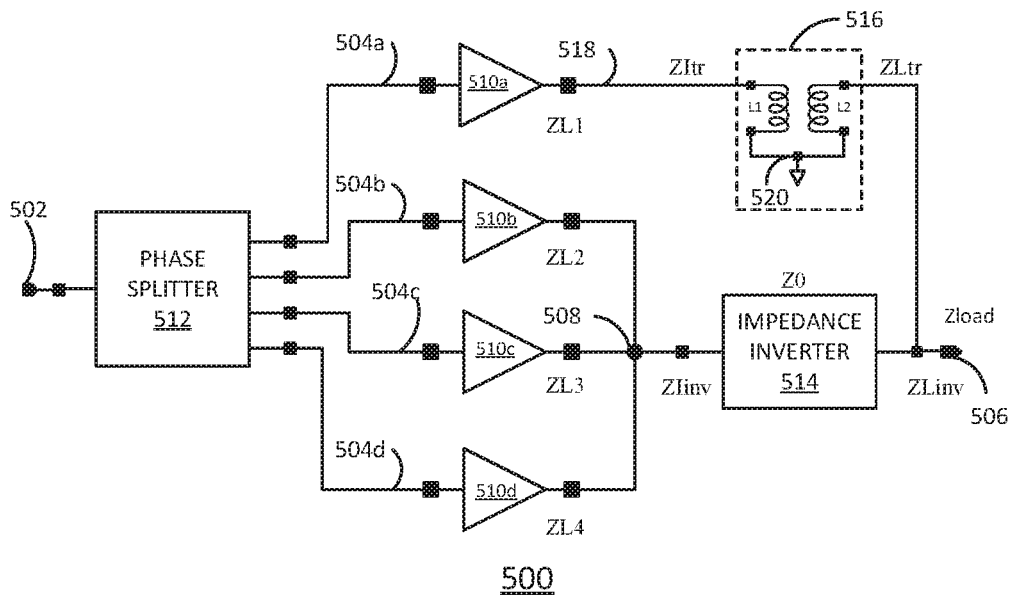 516
504a
518
510a
ZItr
ZLtr
L1
L2
ZL1
520
504b
502
510b
PHASE
SPLITTER
512
ZL2
504c
508
Z0
IMPEDANCE
INVERTER
514
Zload
510c
ZL3
ZIinv
ZLinv
506
504d
510d
ZL4
500